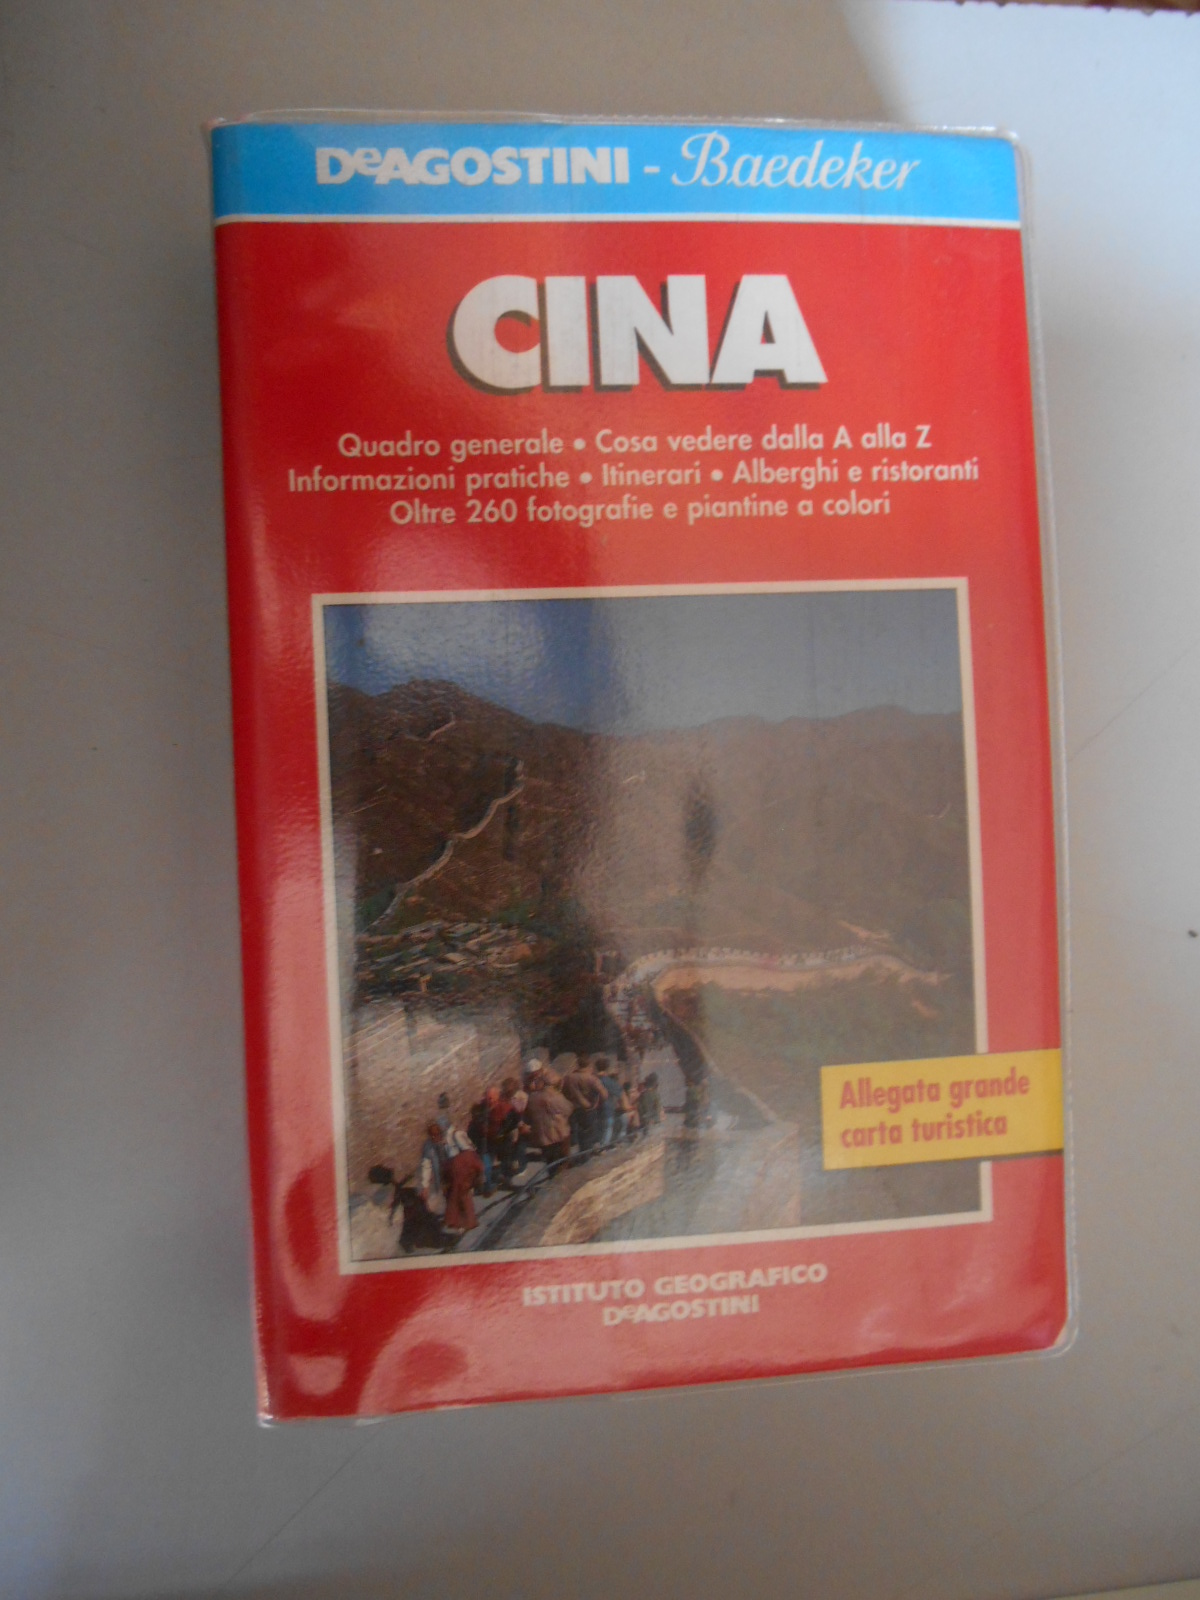 DeAGOSTINI - Baedeker
CINA
Quadro generale • Cosa vedere dalla A alla Z
Informazioni pratiche • Itinerari • Alberghi e ristoranti
Oltre 260 fotografie e piantine a colori
Allegata grande
carta turistica
ISTITUTO GEOGRAFICO
DeAGOSTINI